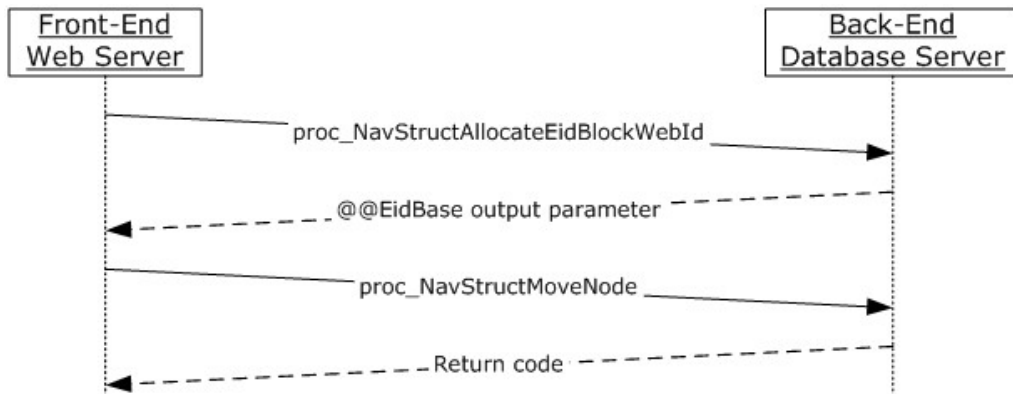 Front-End
Web Server
Back-End
Database Server
proc_NavStructAllocateEidBlockWebId
@@EidBase output parameter
proc_NavStructMoveNode
Return code